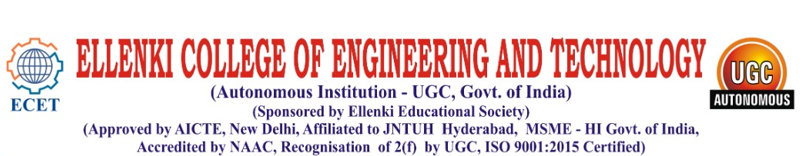 ELLENKI COLLEGE OF ENGINEERING AND TECHNOLOGY
(Autonomous Institution - UGC, Govt. of India)
(Sponsored by Ellenki Educational Society)
(Approved by AICTE, New Delhi, Affiliated to JNTUH Hyderabad, MSME - HI Govt. of India,
Accredited by NAAC, Recognisation of 2(f) by UGC, ISO 9001:2015 Certified)
ECET
UGC
AUTONOMOUS